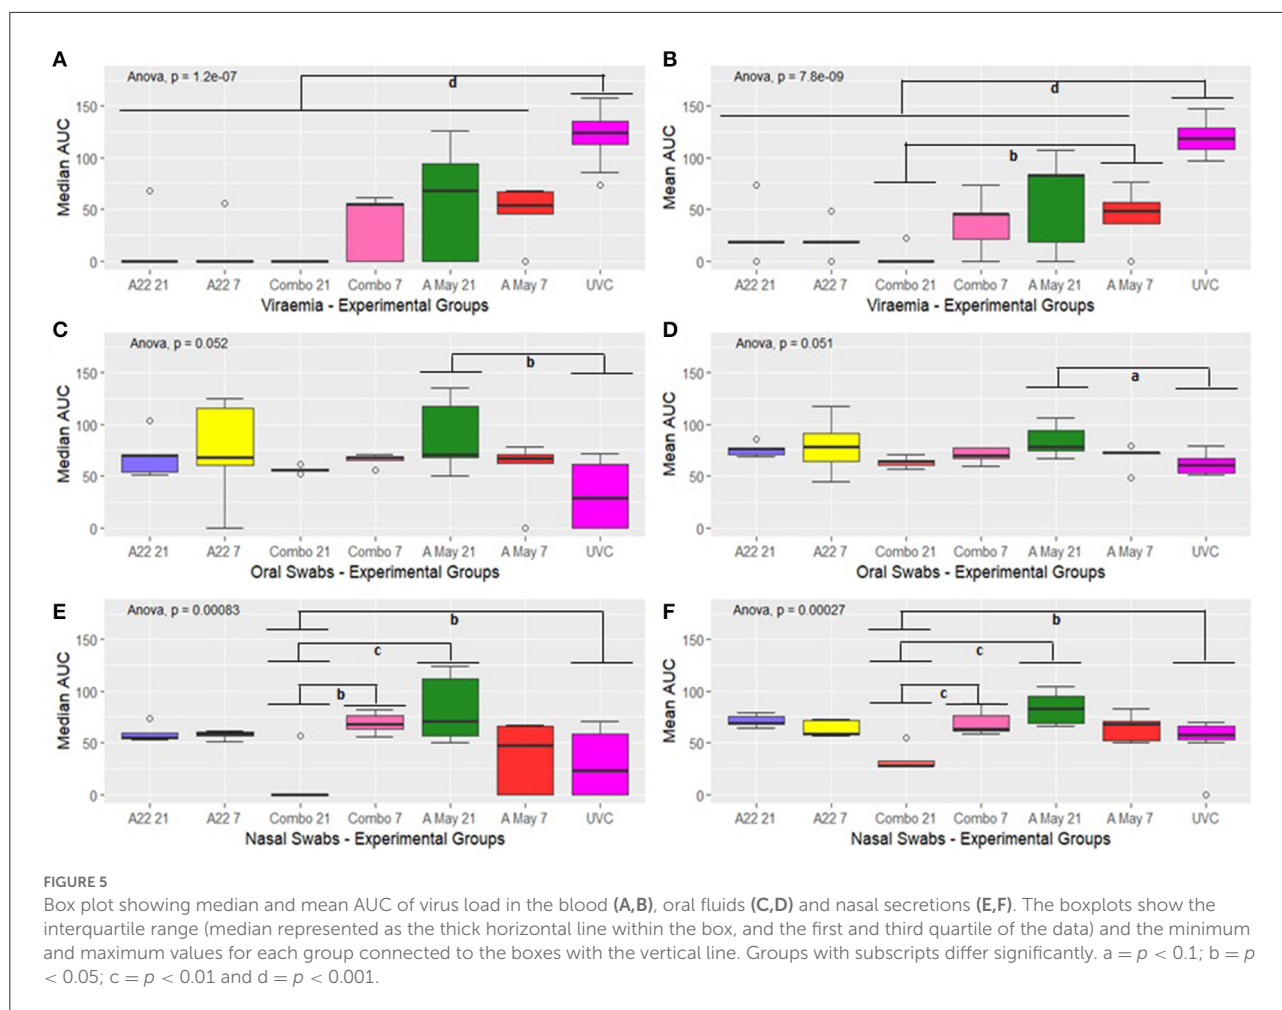 A
Anova, p = 1.2e-07
d
Median AUC
150
100
50
0
A22 21 A22 7 Combo 21 Combo 7 A May 21 A May 7 UVC
Viraemia - Experimental Groups
B
Anova, p = 7.8e-09
d
b
Mean AUC
150
100
50
0
A22 21 A22 7 Combo 21 Combo 7 A May 21 A May 7 UVC
Viraemia - Experimental Groups
C
Anova, p = 0.052
b
Median AUC
150
100
50
0
A22 21 A22 7 Combo 21 Combo 7 A May 21 A May 7 UVC
Oral Swabs - Experimental Groups
D
Anova, p = 0.051
a
Mean AUC
150
100
50
0
A22 21 A22 7 Combo 21 Combo 7 A May 21 A May 7 UVC
Oral Swabs - Experimental Groups
E
Anova, p = 0.00083
b
c
b
Median AUC
150
100
50
0
A22 21 A22 7 Combo 21 Combo 7 A May 21 A May 7 UVC
Nasal Swabs - Experimental Groups
F
Anova, p = 0.00027
b
c
c
Mean AUC
150
100
50
0
A22 21 A22 7 Combo 21 Combo 7 A May 21 A May 7 UVC
Nasal Swabs - Experimental Groups
FIGURE 5
Box plot showing median and mean AUC of virus load in the blood (A,B), oral fluids (C,D) and nasal secretions (E,F). The boxplots show the
interquartile range (median represented as the thick horizontal line within the box, and the first and third quartile of the data) and the minimum
and maximum values for each group connected to the boxes with the vertical line. Groups with subscripts differ significantly. a = p < 0.1; b = p
< 0.05; c = p < 0.01 and d = p < 0.001.